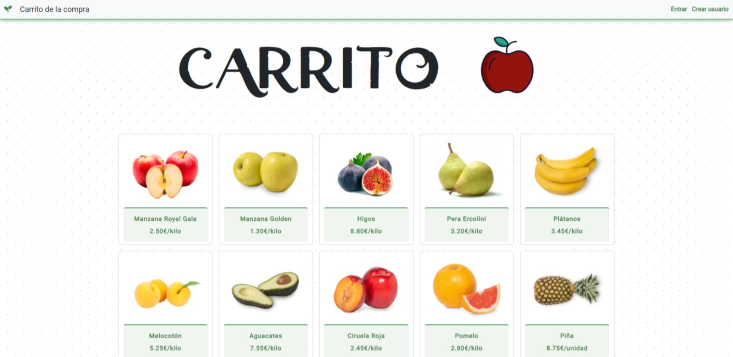 Carrito de la compra
Entrar Crear usuario
CARRITO
Manzana Royal Gala
2.50€/kilo
Manzana Golden
1.30€/kilo
Higos
8.80€/kilo
Pera Ercolini
3.20€/kilo
Plátanos
3.45€/kilo
Melocotón
5.25€/kilo
Aguacates
7.55€/kilo
Ciruela Roja
2.45€/kilo
Pomelo
2.80€/kilo
Piña
8.75€/unidad